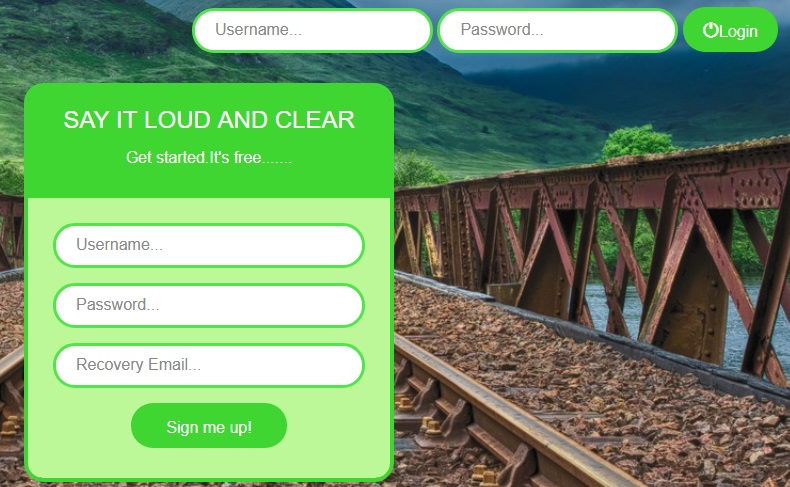 Username... Password... Login
SAY IT LOUD AND CLEAR
Get started.It's free.......
Username...
Password...
Recovery Email...
Sign me up!